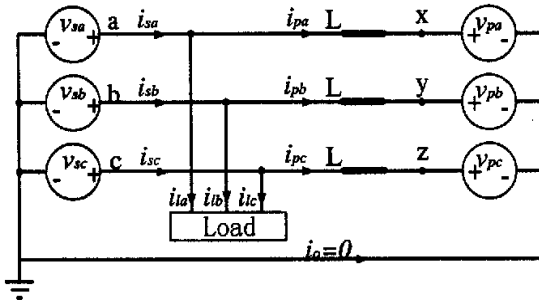 vsa a isa ipa L x vpa
vsb b isb ipb L y vpb
vsc c isc ipc L z vpc
ila ilb ilc
Load
io=0